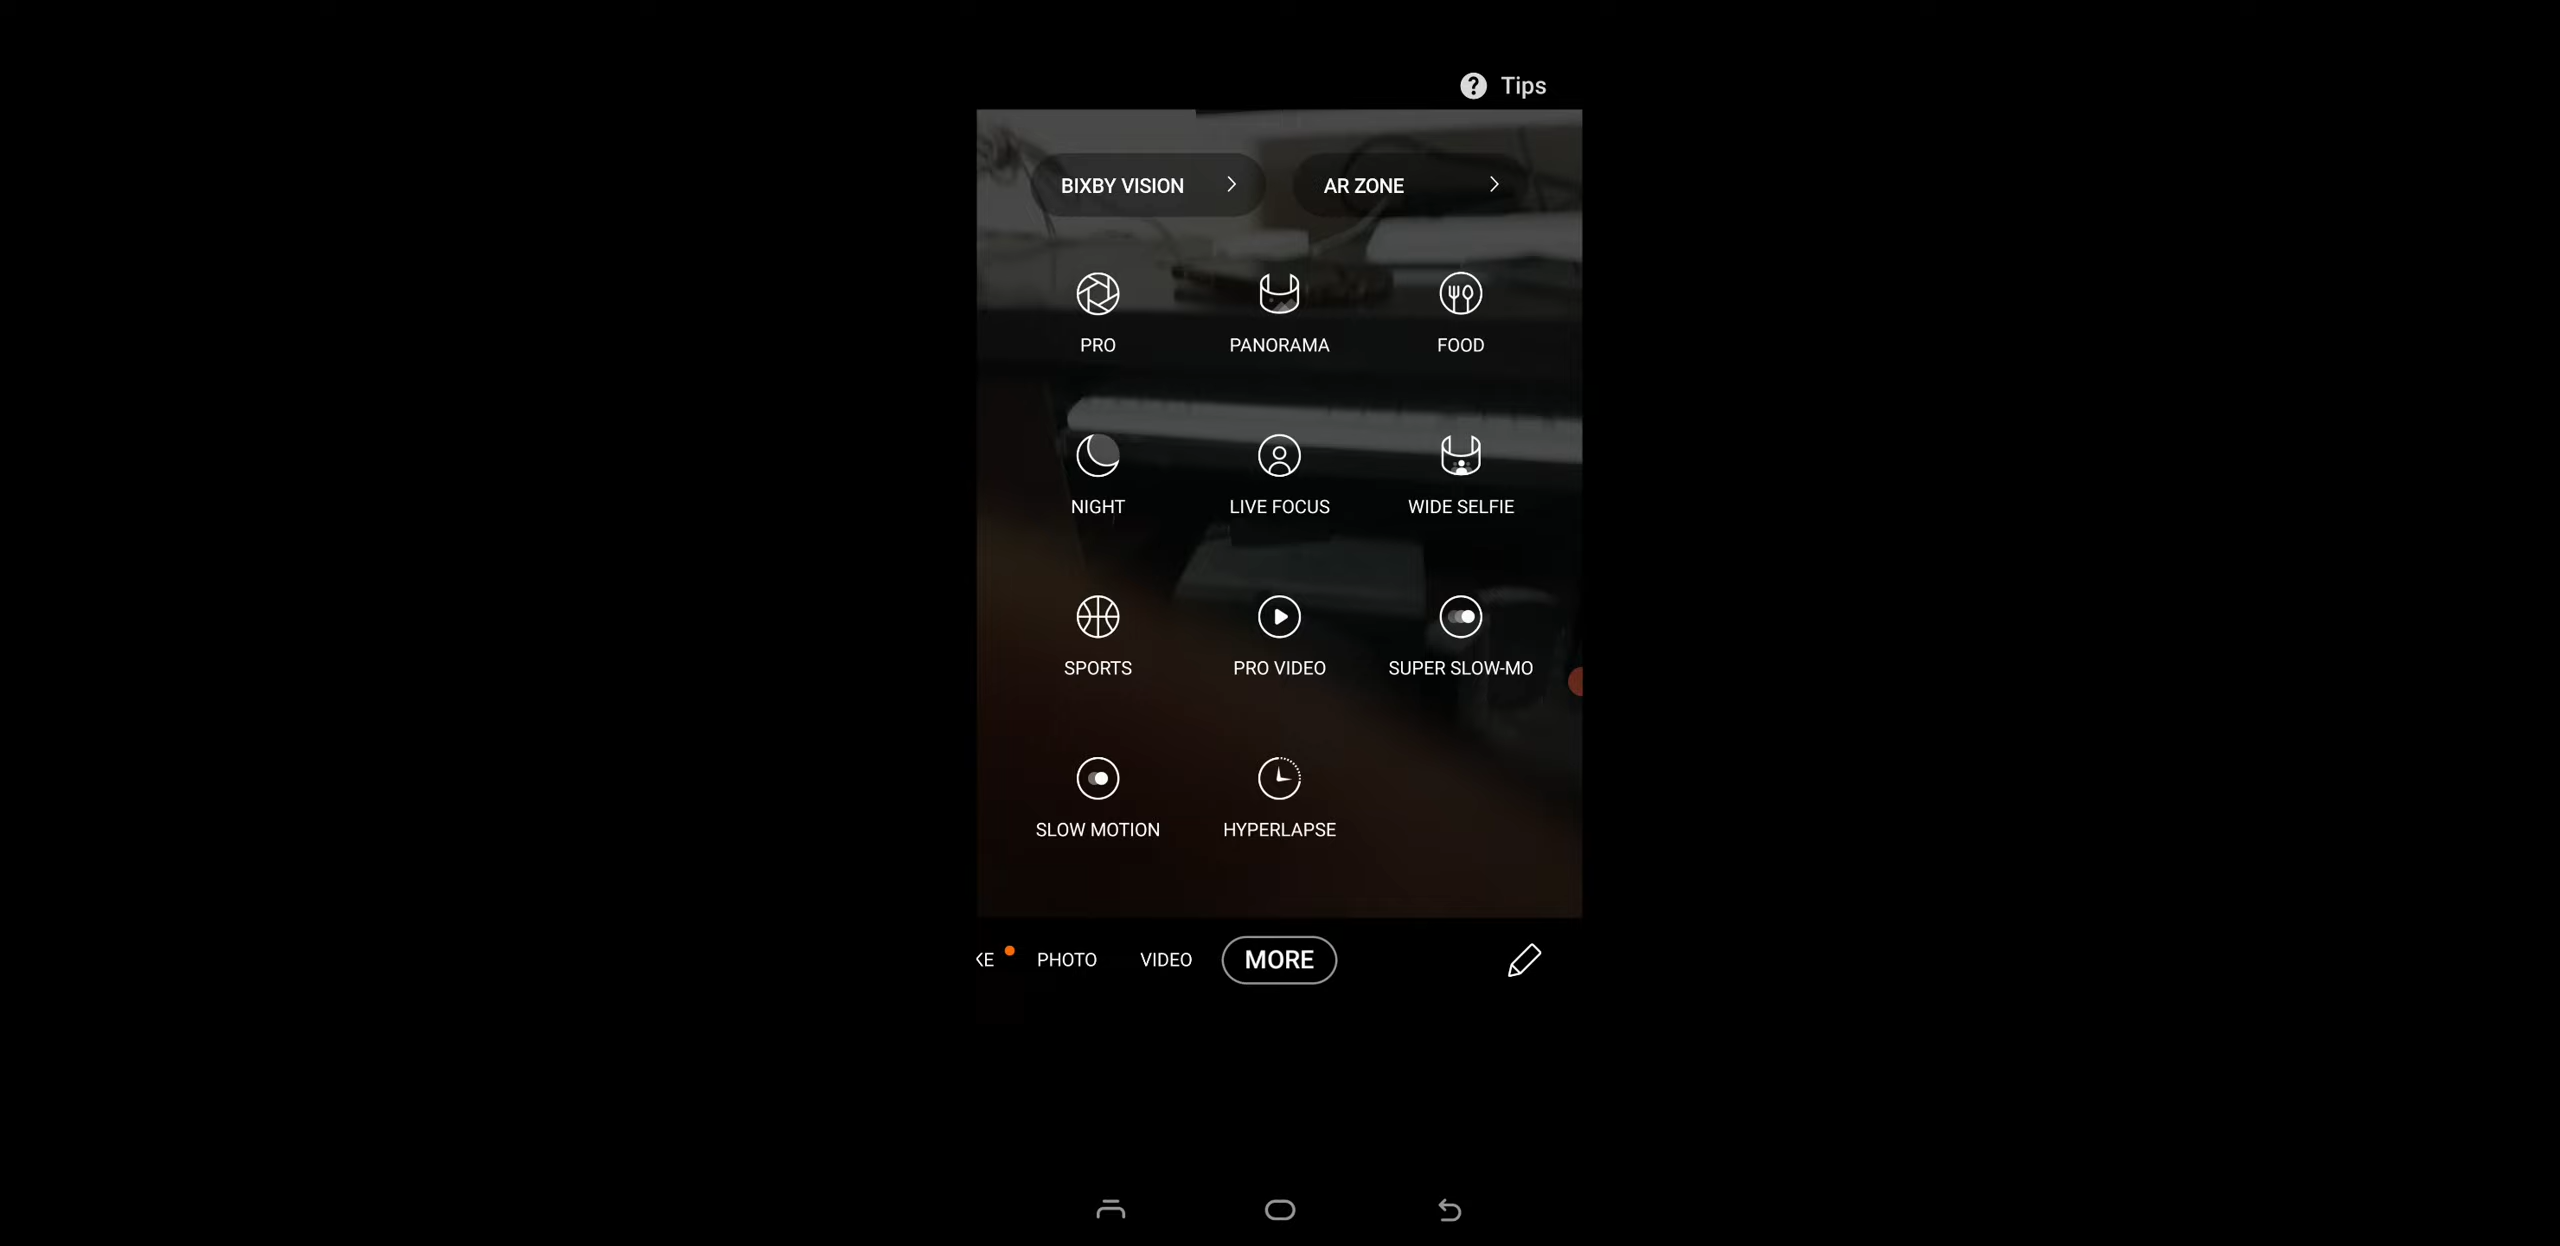 Tips
BIXBY VISION
AR ZONE
PRO
PANORAMA
FOOD
NIGHT
LIVE FOCUS
WIDE SELFIE
SPORTS
PRO VIDEO
SUPER SLOW-MO
SLOW MOTION
HYPERLAPSE
PHOTO
VIDEO
MORE